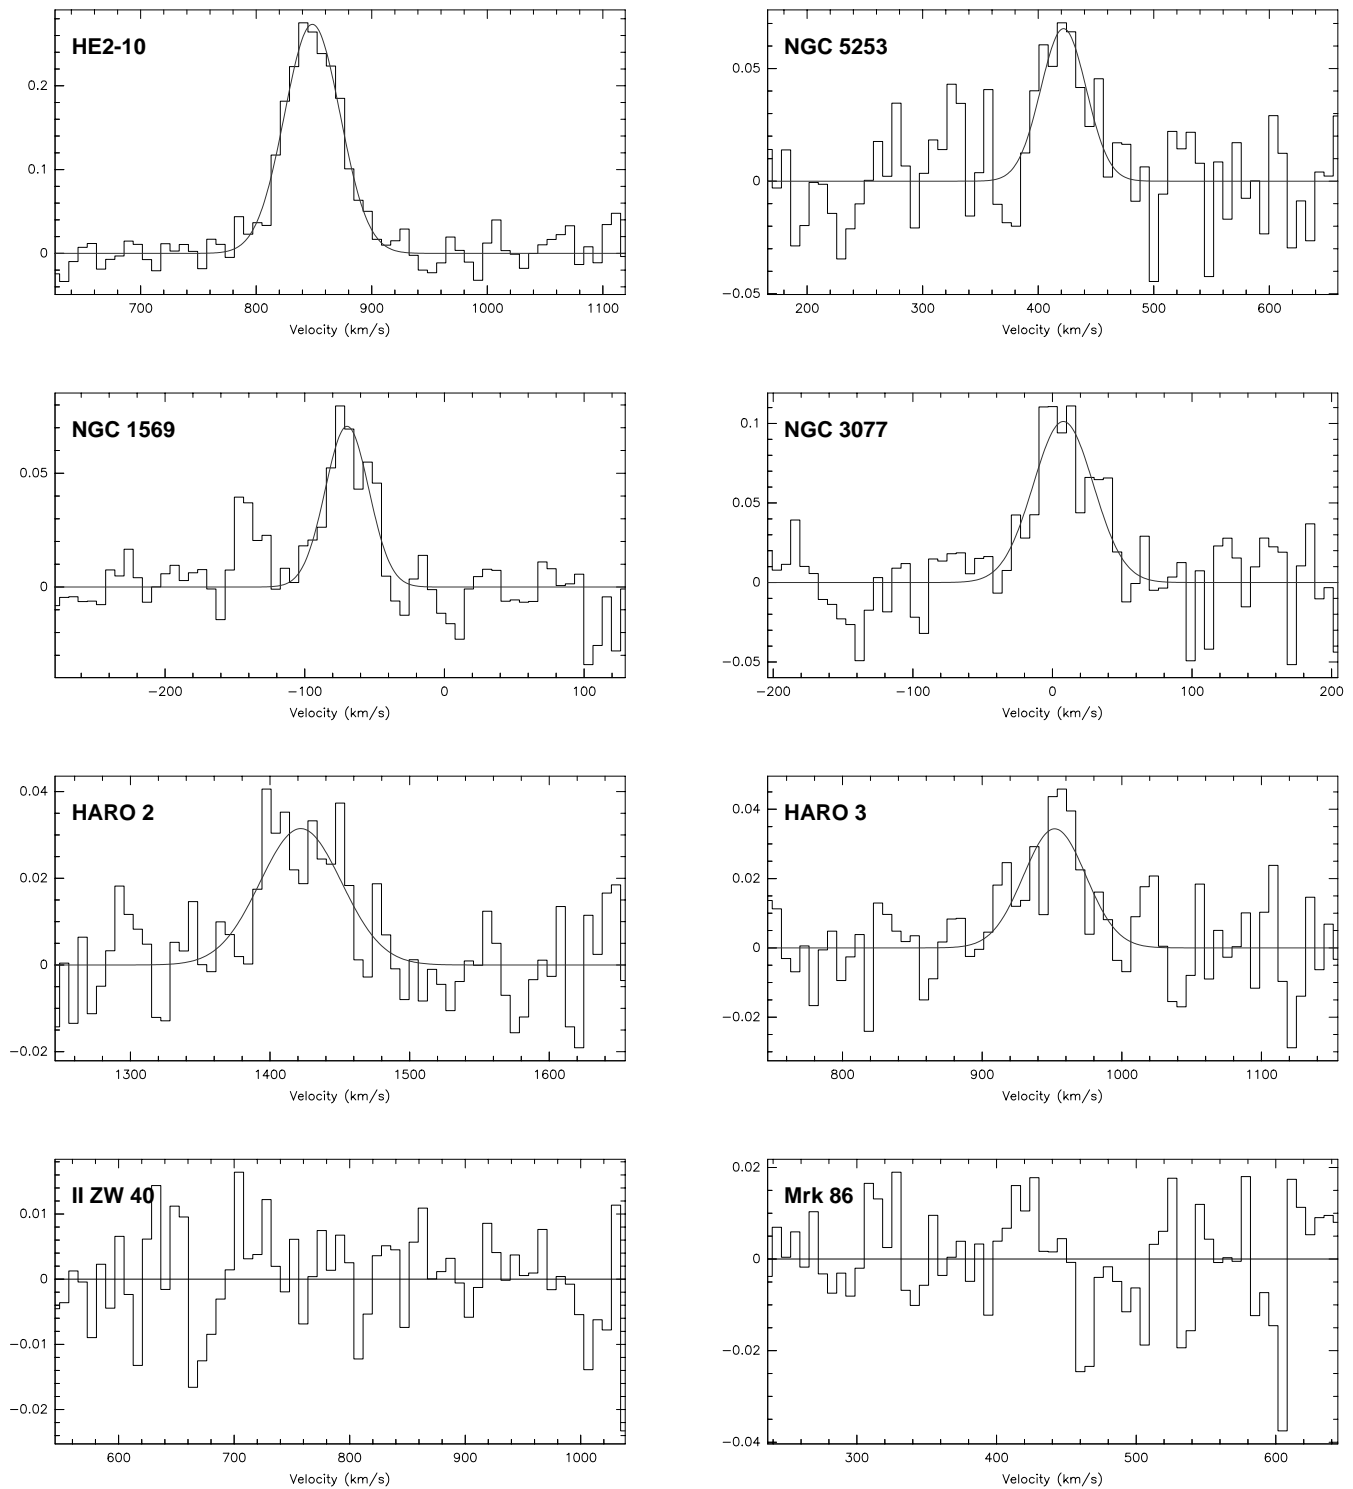 HE2-10
0.2
0.1
0
700 800 900 1000 1100
Velocity (km/s)
NGC 5253
0.05
0
−0.05
200 300 400 500 600
Velocity (km/s)
NGC 1569
0.05
0
−200 −100 0 100
Velocity (km/s)
NGC 3077
0.1
0.05
0
−0.05
−200 −100 0 100 200
Velocity (km/s)
HARO 2
0.04
0.02
0
−0.02
1300 1400 1500 1600
Velocity (km/s)
HARO 3
0.04
0.02
0
−0.02
800 900 1000 1100
Velocity (km/s)
II ZW 40
0.01
0
−0.01
−0.02
600 700 800 900 1000
Velocity (km/s)
Mrk 86
0.02
0
−0.02
−0.04
300 400 500 600
Velocity (km/s)